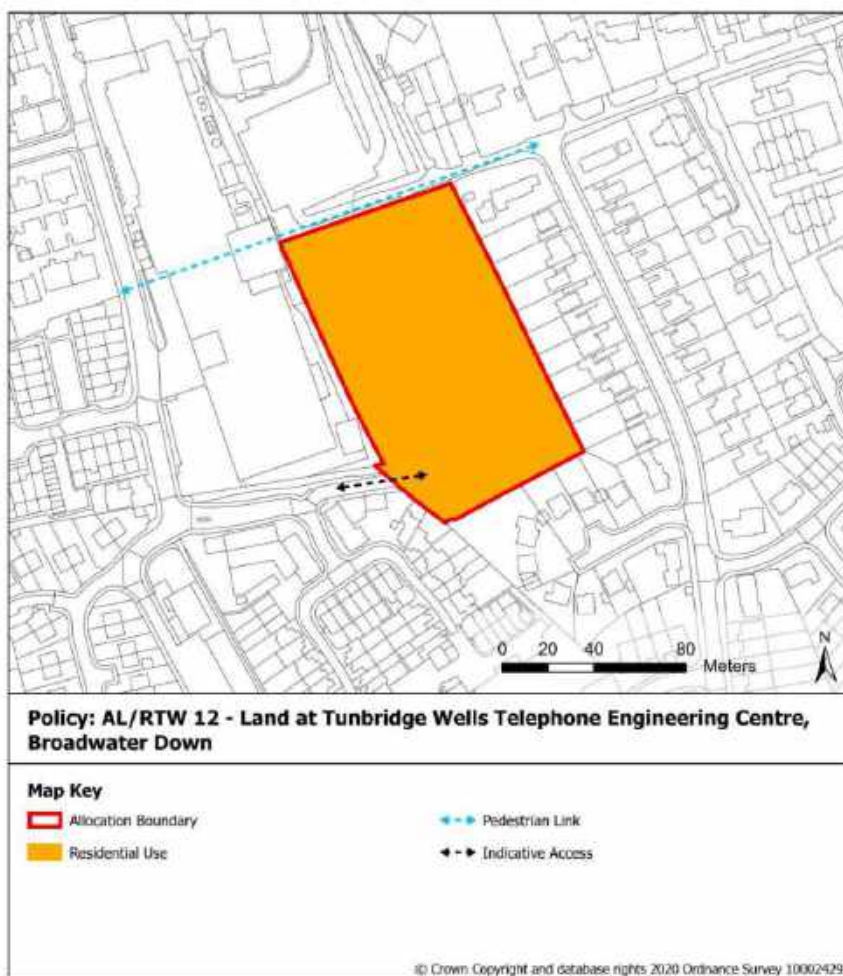 0 20 40 80
Meters
N
Policy: AL/RTW 12 - Land at Tunbridge Wells Telephone Engineering Centre,
Broadwater Down
Map Key
Allocation Boundary
Pedestrian Link
Residential Use
Indicative Access
© Crown Copyright and database rights 2020 Ordnance Survey 10002429